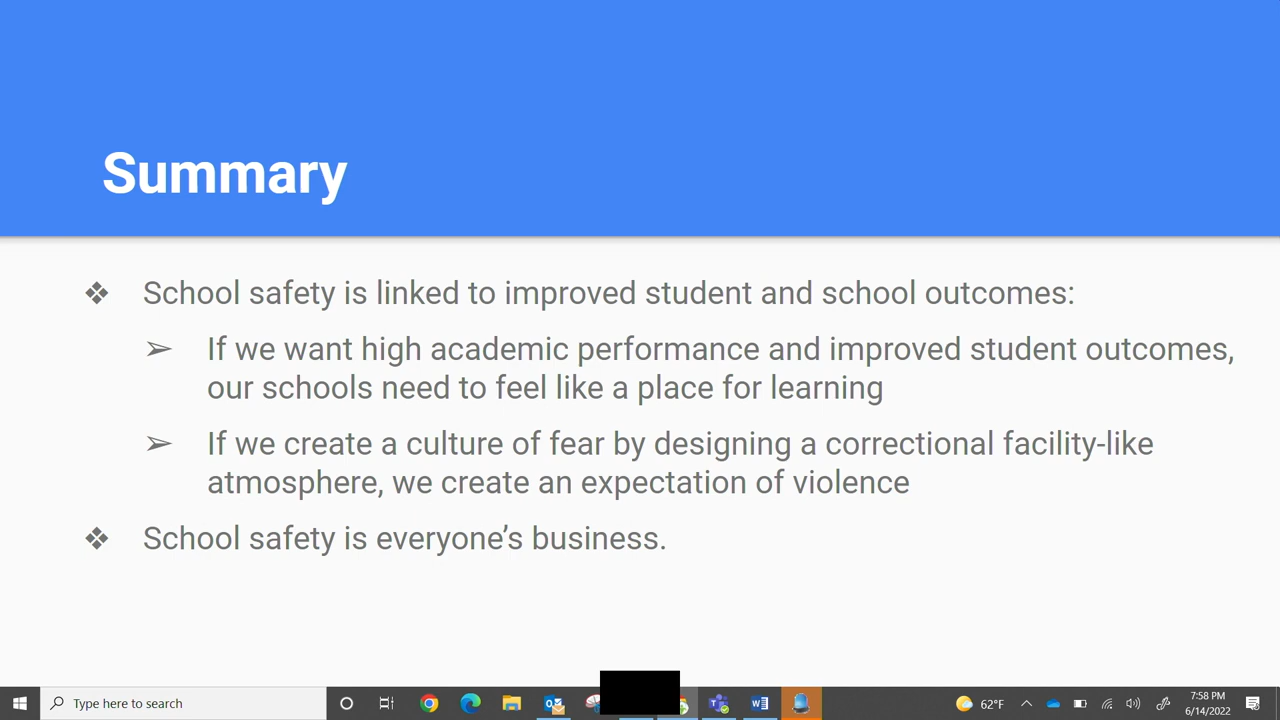 Summary
❖ School safety is linked to improved student and school outcomes:
➢ If we want high academic performance and improved student outcomes,
our schools need to feel like a place for learning
➢ If we create a culture of fear by designing a correctional facility-like
atmosphere, we create an expectation of violence
❖ School safety is everyone’s business.
Type here to search
62°F
7:58 PM
6/14/2022